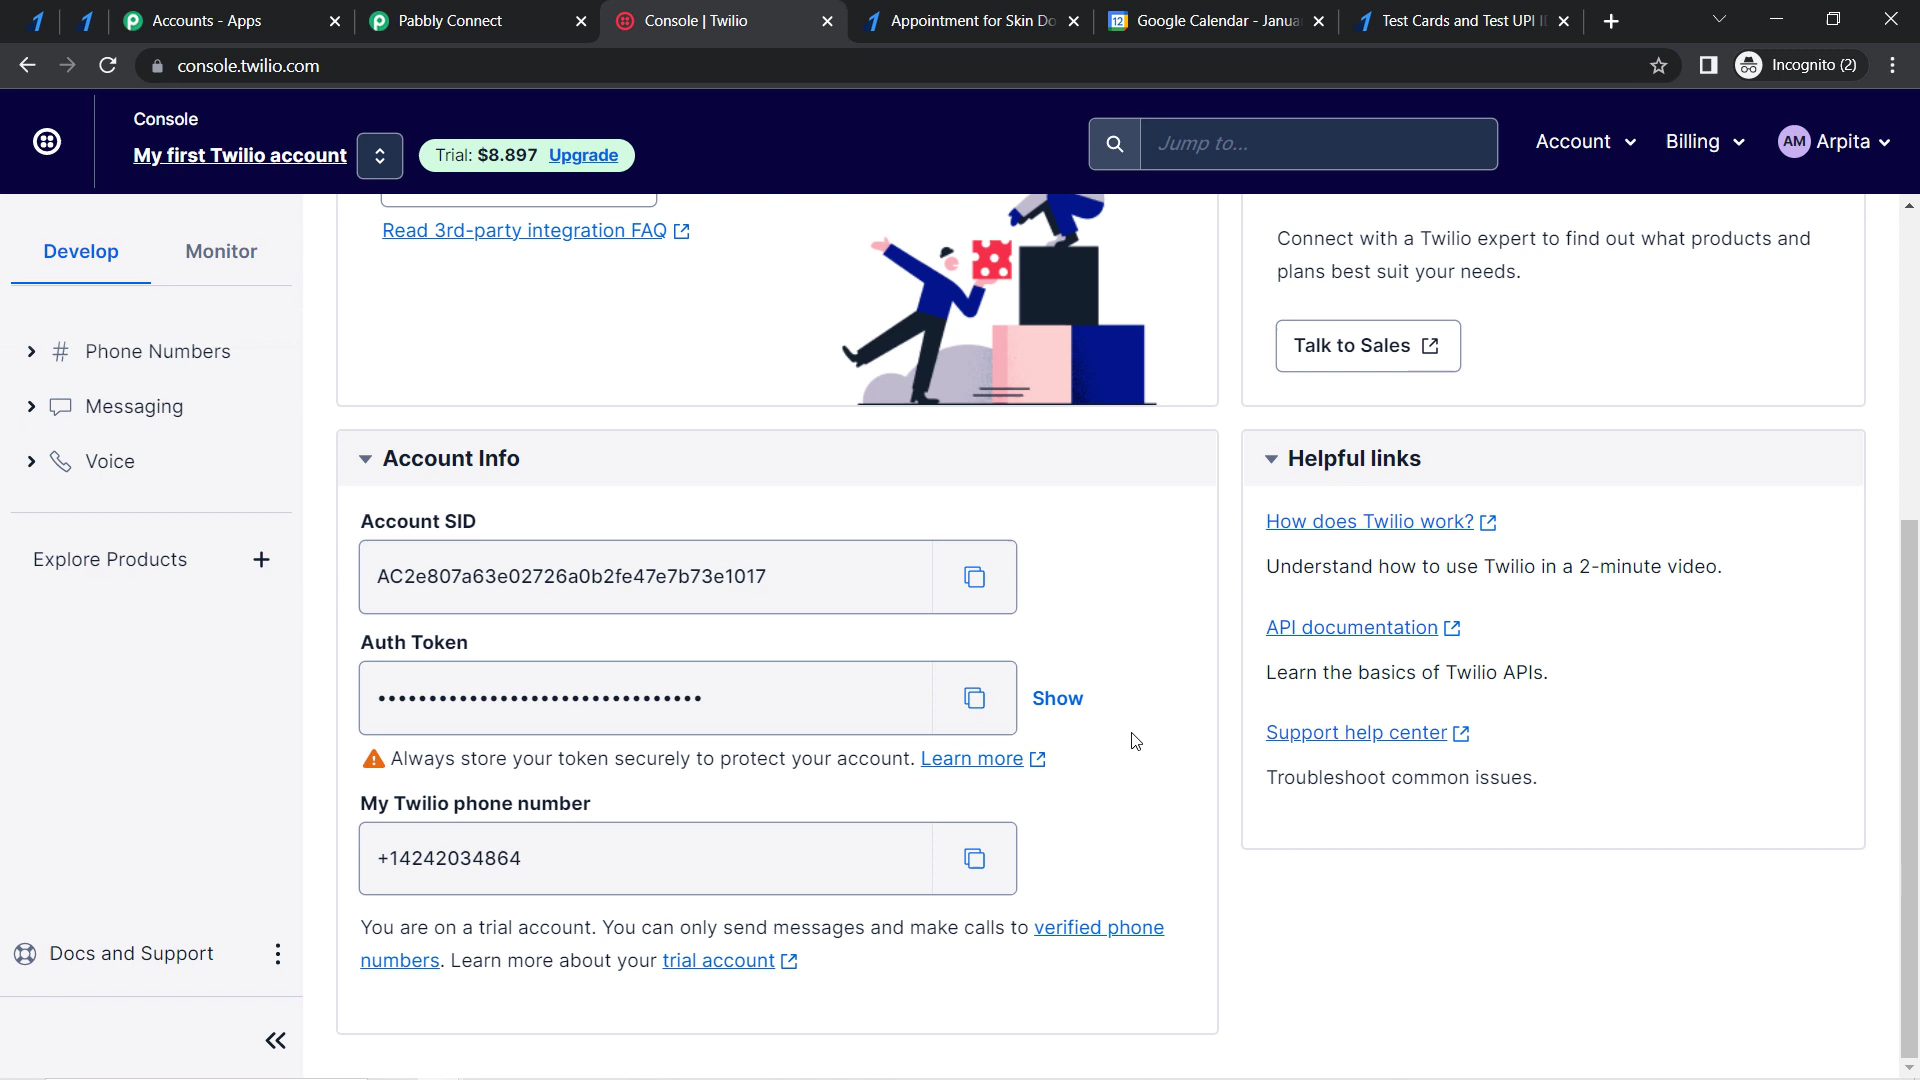 Accounts - Apps
Pabbly Connect
Console | Twilio
Appointment for Skin Do
Google Calendar - Janua
Test Cards and Test UPI I
console.twilio.com
Incognito (2)
Console
My first Twilio account
Trial: $8.897 Upgrade
Jump to...
Account
Billing
AM Arpita
Develop
Monitor
Phone Numbers
Messaging
Voice
Explore Products
Docs and Support
Read 3rd-party integration FAQ
Connect with a Twilio expert to find out what products and
plans best suit your needs.
Talk to Sales
Account Info
Account SID
AC2e807a63e02726a0b2fe47e7b73e1017
Auth Token
••••••••••••••••••••••••••••••••
Show
Always store your token securely to protect your account. Learn more
My Twilio phone number
+14242034864
You are on a trial account. You can only send messages and make calls to verified phone
numbers. Learn more about your trial account
Helpful links
How does Twilio work?
Understand how to use Twilio in a 2-minute video.
API documentation
Learn the basics of Twilio APIs.
Support help center
Troubleshoot common issues.